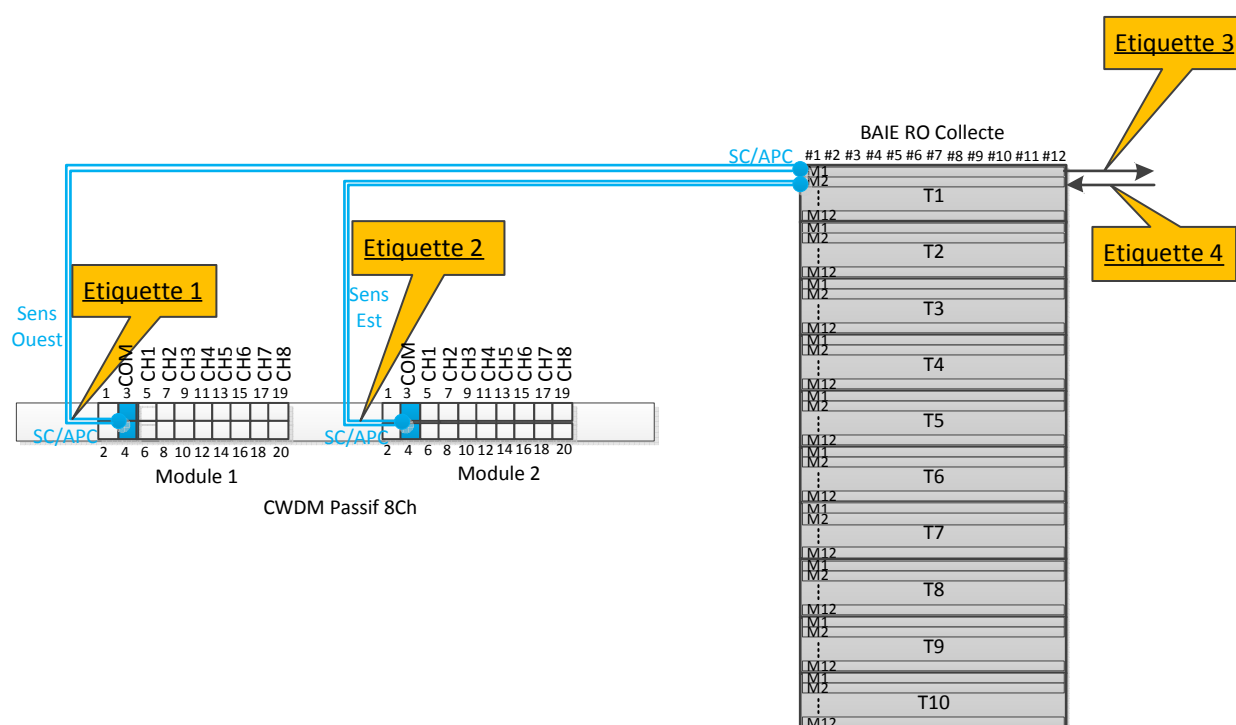 Etiquette 3
BAIE RO Collecte
SC/APC
#1 #2 #3 #4 #5 #6 #7 #8 #9 #10 #11 #12
M1
M2
T1
M12
Etiquette 4
Etiquette 2
Etiquette 1
Sens
Ouest
Sens
Est
COM CH1 CH2 CH3 CH4 CH5 CH6 CH7 CH8
1 3 5 7 9 11 13 15 17 19
SC/APC
2 4 6 8 10 12 14 16 18 20
Module 1
COM CH1 CH2 CH3 CH4 CH5 CH6 CH7 CH8
1 3 5 7 9 11 13 15 17 19
SC/APC
2 4 6 8 10 12 14 16 18 20
Module 2
CWDM Passif 8Ch
M1
M2
T2
M12
M1
M2
T3
M12
M1
M2
T4
M12
M1
M2
T5
M12
M1
M2
T6
M12
M1
M2
T7
M12
M1
M2
T8
M12
M1
M2
T9
M12
M1
M2
T10
M12